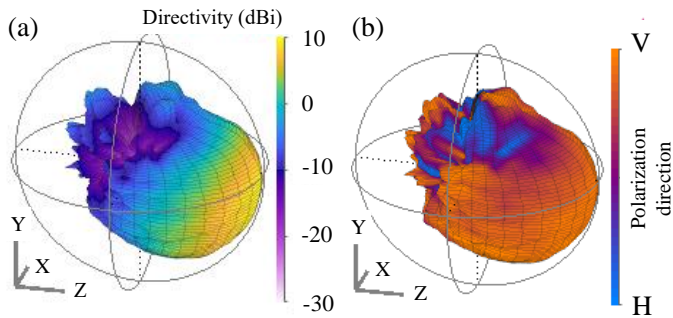 (a)
Directivity (dBi)
10
0
-10
-20
-30
Y
X
Z
(b)
V
Polarization
direction
H
Y
X
Z